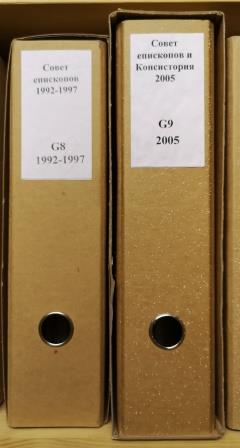 Совет
епископов
1992-1997
G8
1992-1997
Совет
епископов и
Консистория
2005
G9
2005